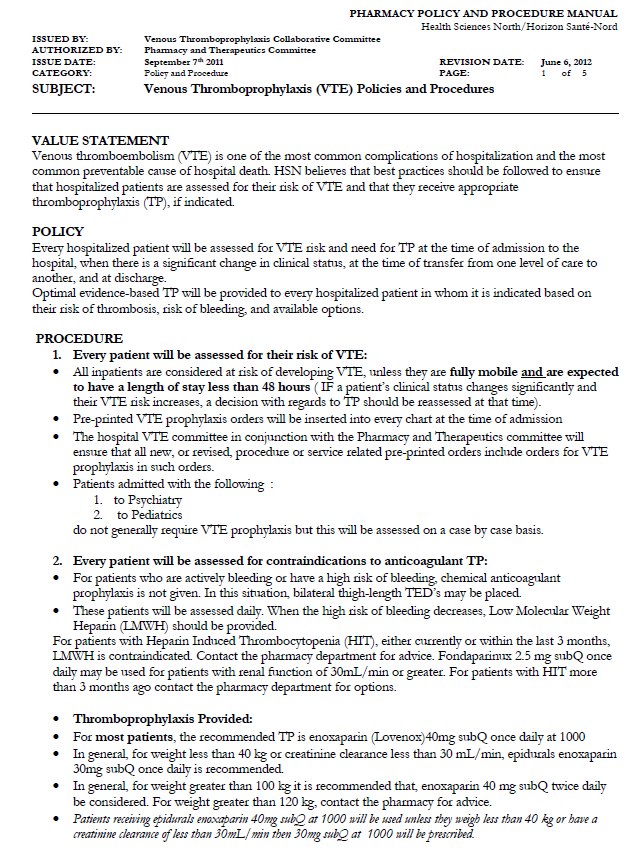 PHARMACY POLICY AND PROCEDURE MANUAL
Health Sciences North/Horizon Santé-Nord
ISSUED BY: Venous Thromboprophylaxis Collaborative Committee
AUTHORIZED BY: Pharmacy and Therapeutics Committee
ISSUE DATE: September 7th 2011 REVISION DATE: June 6, 2012
CATEGORY: Policy and Procedure PAGE: 1 of 5
SUBJECT: Venous Thromboprophylaxis (VTE) Policies and Procedures
VALUE STATEMENT
Venous thromboembolism (VTE) is one of the most common complications of hospitalization and the most
common preventable cause of hospital death. HSN believes that best practices should be followed to ensure
that hospitalized patients are assessed for their risk of VTE and that they receive appropriate
thromboprophylaxis (TP), if indicated.
POLICY
Every hospitalized patient will be assessed for VTE risk and need for TP at the time of admission to the
hospital, when there is a significant change in clinical status, at the time of transfer from one level of care to
another, and at discharge.
Optimal evidence-based TP will be provided to every hospitalized patient in whom it is indicated based on
their risk of thrombosis, risk of bleeding, and available options.
PROCEDURE
1. Every patient will be assessed for their risk of VTE:
• All inpatients are considered at risk of developing VTE, unless they are fully mobile and are expected
to have a length of stay less than 48 hours ( IF a patient's clinical status changes significantly and
their VTE risk increases, a decision with regards to TP should be reassessed at that time).
• Pre-printed VTE prophylaxis orders will be inserted into every chart at the time of admission
• The hospital VTE committee in conjunction with the Pharmacy and Therapeutics committee will
ensure that all new, or revised, procedure or service related pre-printed orders include orders for VTE
prophylaxis in such orders.
• Patients admitted with the following :
1. to Psychiatry
2. to Pediatrics
do not generally require VTE prophylaxis but this will be assessed on a case by case basis.
2. Every patient will be assessed for contraindications to anticoagulant TP:
• For patients who are actively bleeding or have a high risk of bleeding, chemical anticoagulant
prophylaxis is not given. In this situation, bilateral thigh-length TED's may be placed.
• These patients will be assessed daily. When the high risk of bleeding decreases, Low Molecular Weight
Heparin (LMWH) should be provided.
For patients with Heparin Induced Thrombocytopenia (HIT), either currently or within the last 3 months,
LMWH is contraindicated. Contact the pharmacy department for advice. Fondaparinux 2.5 mg subQ once
daily may be used for patients with renal function of 30mL/min or greater. For patients with HIT more
than 3 months ago contact the pharmacy department for options.
• Thromboprophylaxis Provided:
• For most patients, the recommended TP is enoxaparin (Lovenox)40mg subQ once daily at 1000
• In general, for weight less than 40 kg or creatinine clearance less than 30 mL/min, epidurals enoxaparin
30mg subQ once daily is recommended.
• In general, for weight greater than 100 kg it is recommended that, enoxaparin 40 mg subQ twice daily
be considered. For weight greater than 120 kg, contact the pharmacy for advice.
• Patients receiving epidurals enoxaparin 40mg subQ at 1000 will be used unless they weigh less than 40 kg or have a
creatinine clearance of less than 30mL/min then 30mg subQ at 1000 will be prescribed.